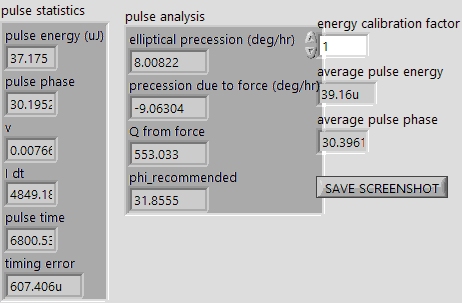 pulse statistics
pulse energy (uJ)
37.175
pulse phase
30.1952
v
0.00766
I dt
4849.18
pulse time
6800.53
timing error
607.406u
pulse analysis
elliptical precession (deg/hr)
8.00822
precession due to force (deg/hr)
-9.06304
Q from force
553.033
phi_recommended
31.8555
energy calibration factor
1
average pulse energy
39.16u
average pulse phase
30.3961
SAVE SCREENSHOT